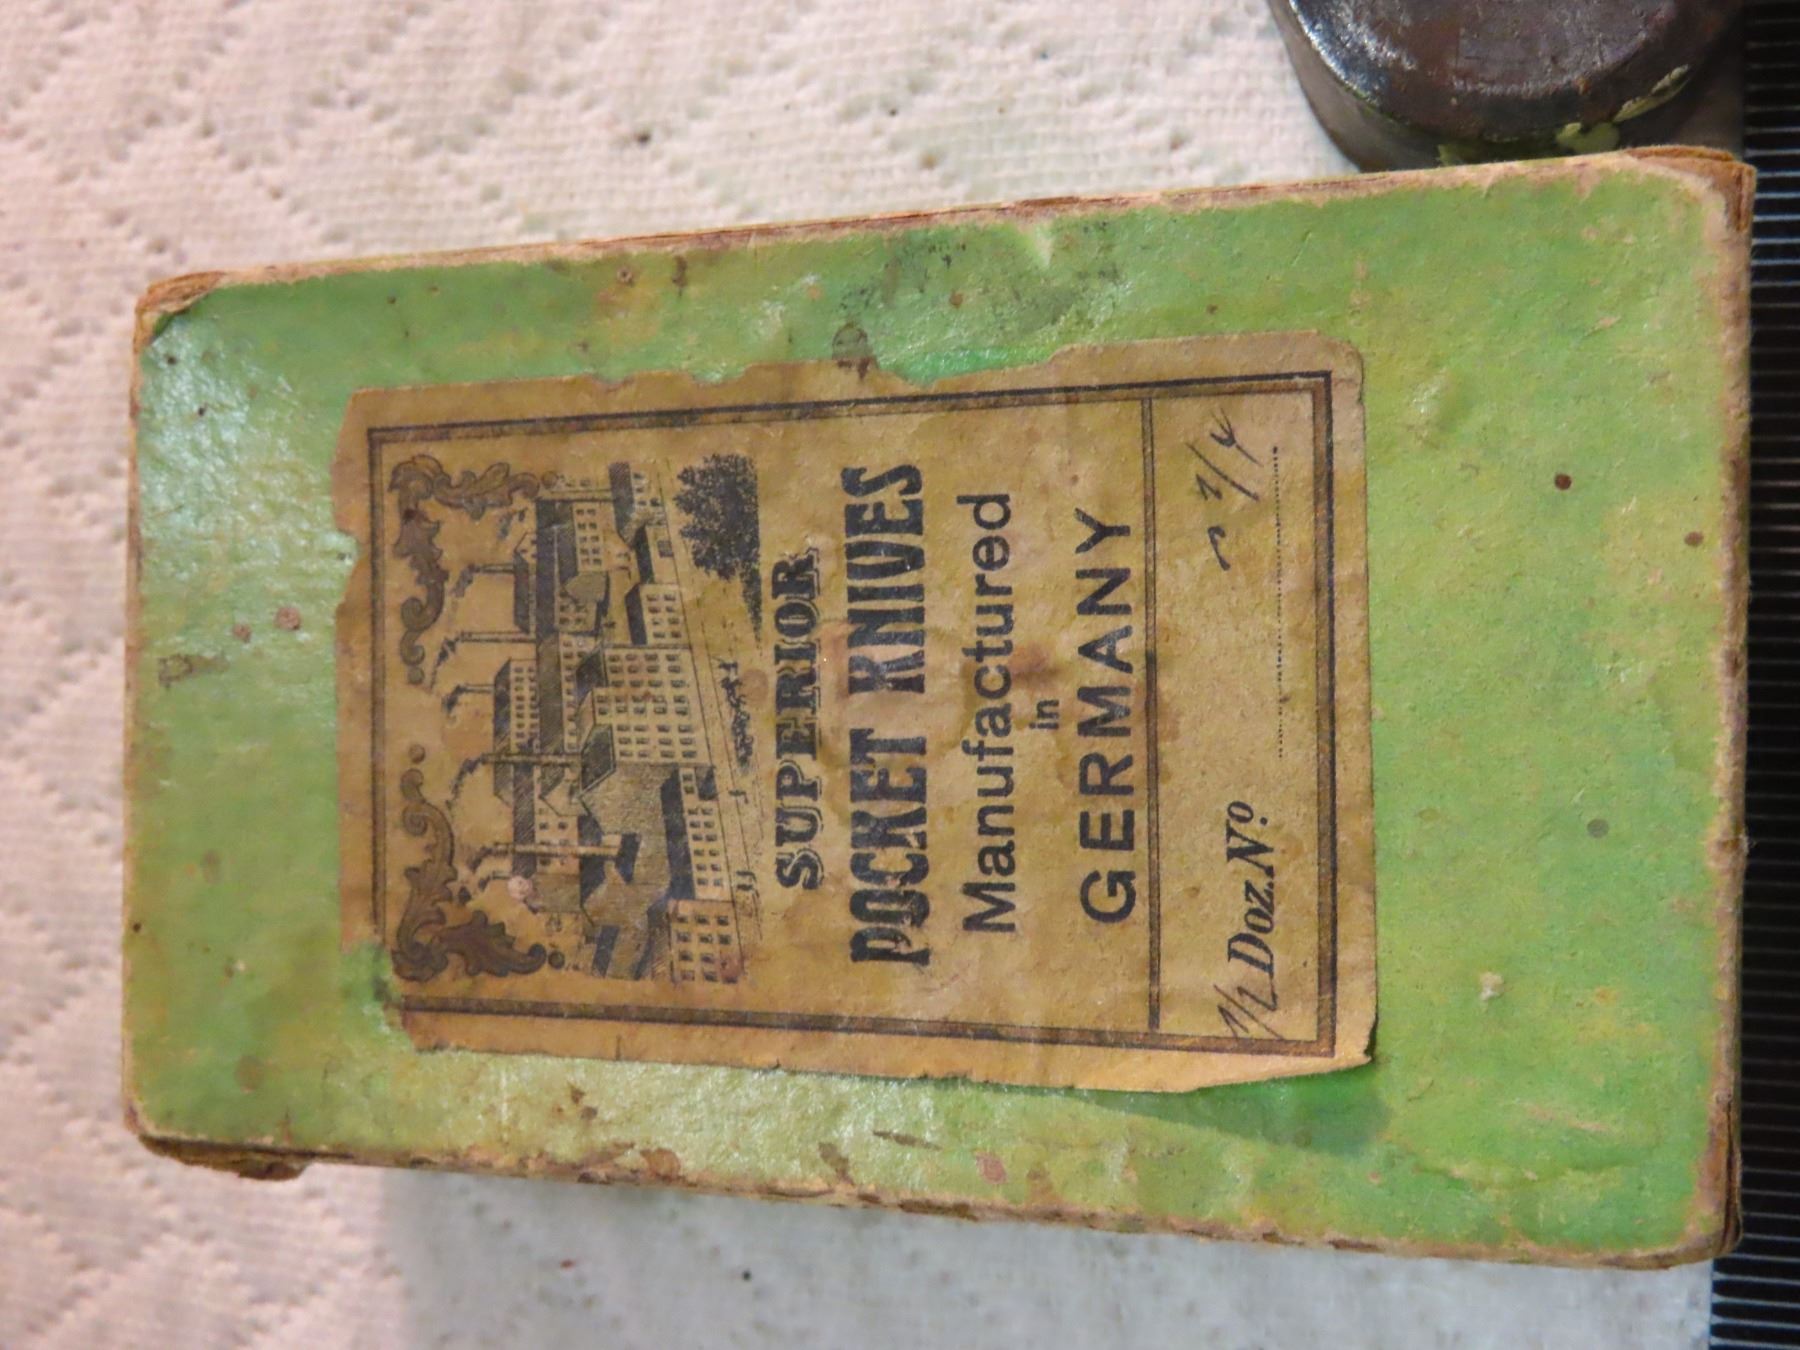 SUPERIOR
POCKET KNIVES
Manufactured
in
GERMANY
1/2 Doz. Nº